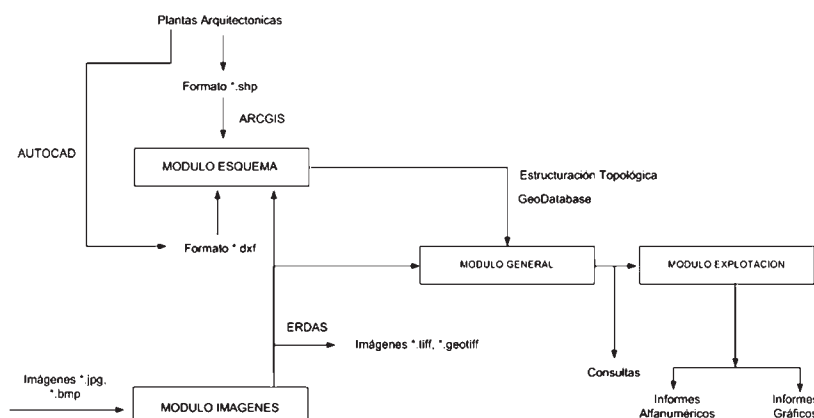 Plantas Arquitectonicas
Formato *.shp
ARCGIS
AUTOCAD
MODULO ESQUEMA
Estructuración Topológica
GeoDatabase
Formato *.dxf
MODULO GENERAL
MODULO EXPLOTACION
ERDAS
Imágenes *.tiff, *.geotiff
Consultas
Imágenes *.jpg,
*.bmp
MODULO IMAGENES
Informes
Alfanuméricos
Informes
Gráficos